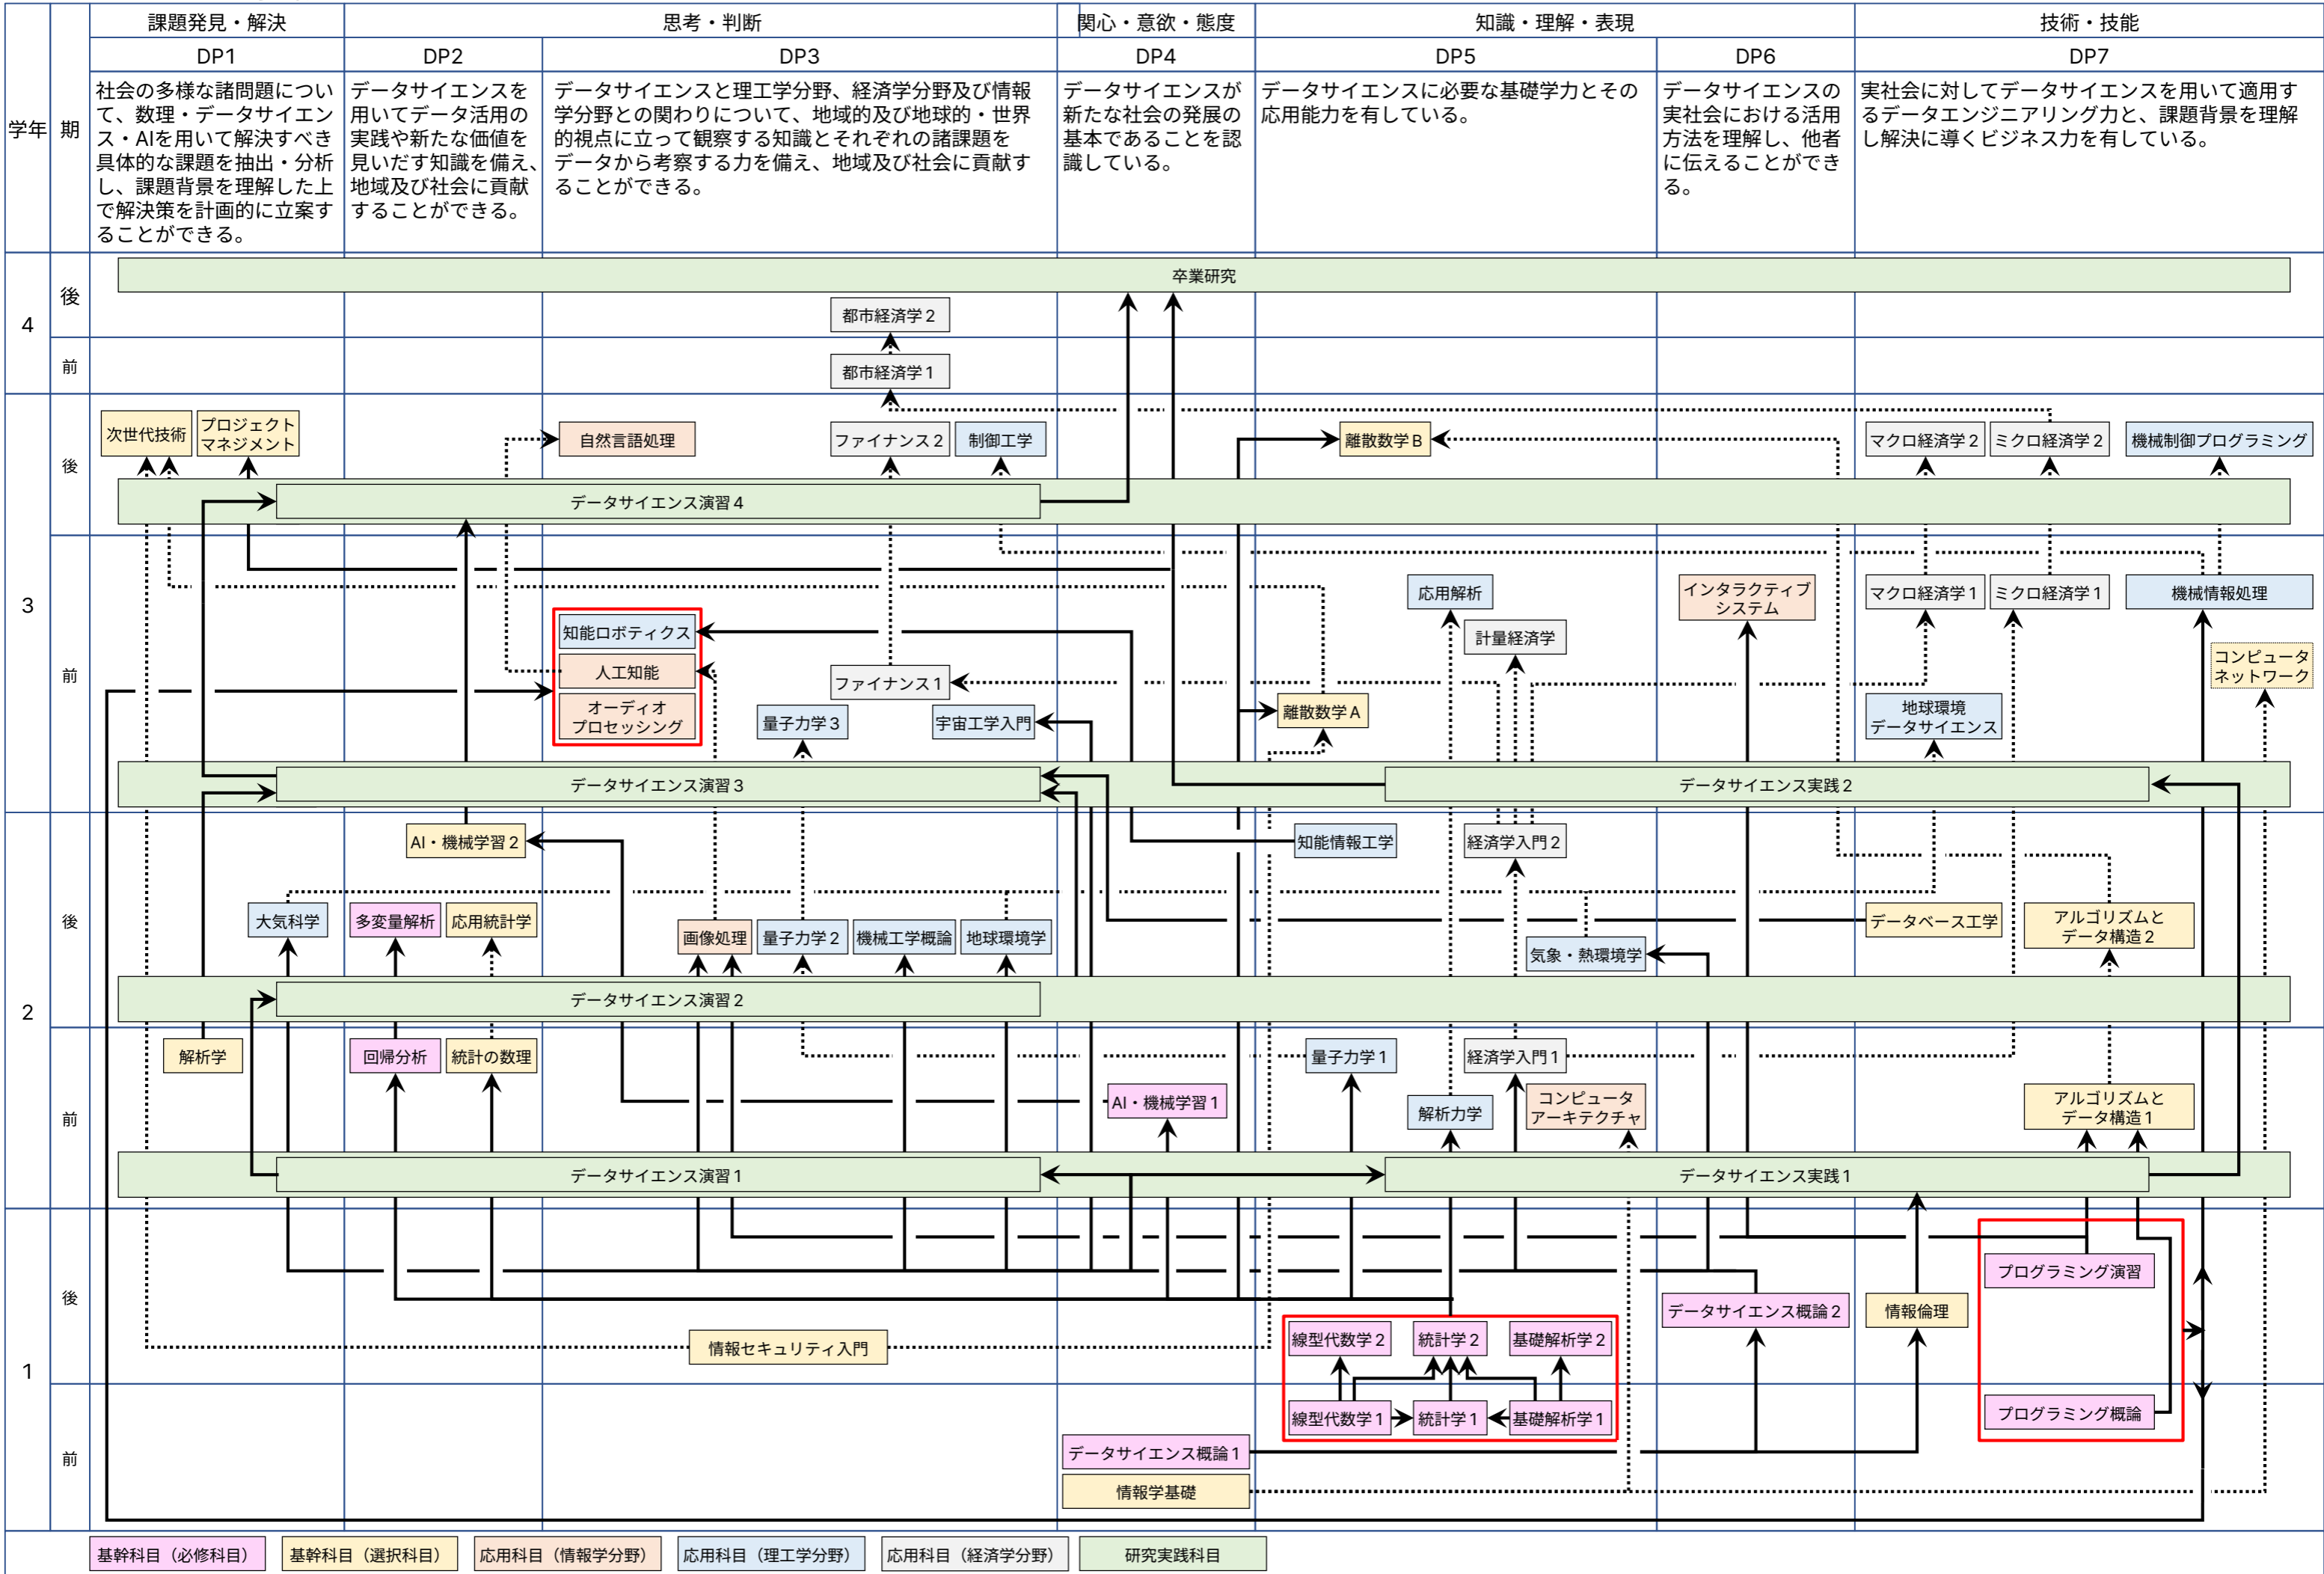 課題発見・解決
思考・判断
関心・意欲・態度
知識・理解・表現
技術・技能
学年
期
DP1
DP2
DP3
DP4
DP5
DP6
DP7
社会の多様な諸問題につい
て、数理・データサイエン
ス・AIを用いて解決すべき
具体的な課題を抽出・分析
し、課題背景を理解した上
で解決策を計画的に立案す
ることができる。
データサイエンスを
用いてデータ活用の
実践や新たな価値を
見いだす知識を備え、
地域及び社会に貢献
することができる。
データサイエンスと理工学分野、経済学分野及び情報
学分野との関わりについて、地域的及び地球的・世界
的視点に立って観察する知識とそれぞれの諸課題を
データから考察する力を備え、地域及び社会に貢献す
ることができる。
データサイエンスが
新たな社会の発展の
基本であることを認
識している。
データサイエンスに必要な基礎学力とその
応用能力を有している。
データサイエンスの
実社会における活用
方法を理解し、他者
に伝えることができ
る。
実社会に対してデータサイエンスを用いて適用す
るデータエンジニアリング力と、課題背景を理解
し解決に導くビジネス力を有している。
4
後
卒業研究
都市経済学2
前
都市経済学1
3
後
次世代技術
プロジェクト
マネジメント
自然言語処理
ファイナンス2
制御工学
離散数学B
マクロ経済学2
ミクロ経済学2
機械制御プログラミング
データサイエンス演習4
前
応用解析
インタラクティブ
システム
マクロ経済学1
ミクロ経済学1
機械情報処理
知能ロボティクス
計量経済学
人工知能
ファイナンス1
コンピュータ
ネットワーク
オーディオ
プロセッシング
量子力学3
宇宙工学入門
離散数学A
地球環境
データサイエンス
データサイエンス演習3
データサイエンス実践2
2
後
AI・機械学習2
知能情報工学
経済学入門2
大気科学
多変量解析
応用統計学
画像処理
量子力学2
機械工学概論
地球環境学
気象・熱環境学
データベース工学
アルゴリズムと
データ構造2
データサイエンス演習2
前
解析学
回帰分析
統計の数理
量子力学1
経済学入門1
AI・機械学習1
解析力学
コンピュータ
アーキテクチャ
アルゴリズムと
データ構造1
データサイエンス演習1
データサイエンス実践1
1
後
プログラミング演習
データサイエンス概論2
情報倫理
情報セキュリティ入門
線型代数学2
統計学2
基礎解析学2
前
線型代数学1
統計学1
基礎解析学1
プログラミング概論
データサイエンス概論1
情報学基礎
基幹科目（必修科目）
基幹科目（選択科目）
応用科目（情報学分野）
応用科目（理工学分野）
応用科目（経済学分野）
研究実践科目